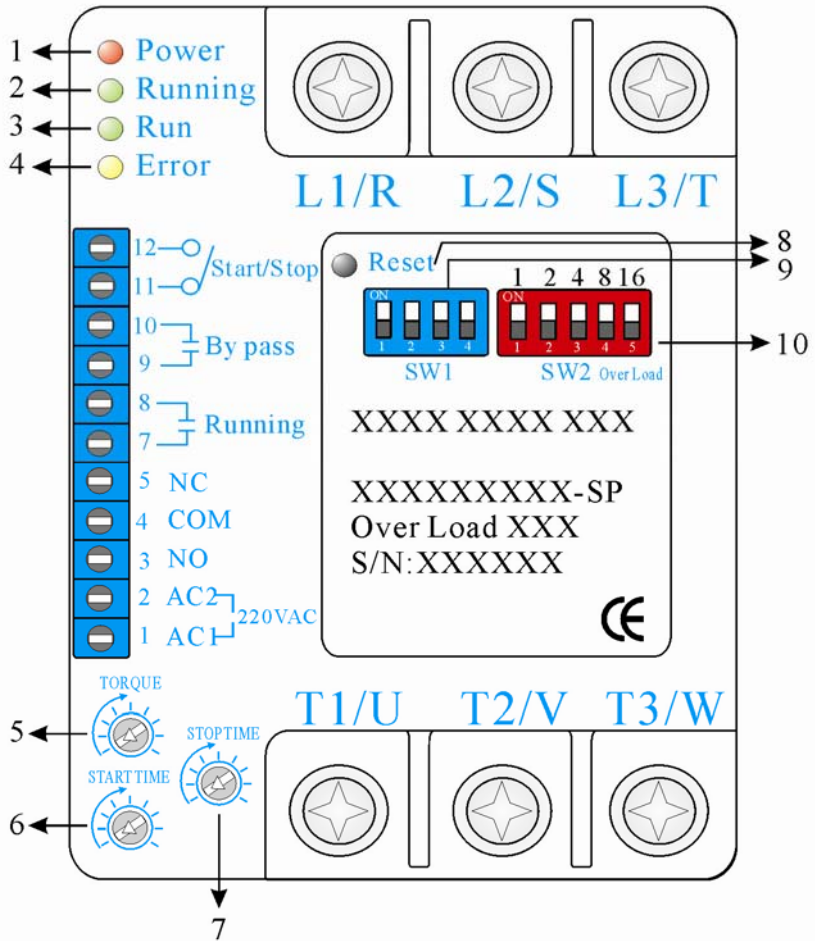 1 Power
2 Running
3 Run
4 Error
L1/R L2/S L3/T
12
11
Start/Stop
10
9
By pass
8
7
Running
5 NC
4 COM
3 NO
2 AC2
1 AC1
220VAC
Reset
8
9
1 2 4 8 16
ON
1 2 3 4
SW1
ON
1 2 3 4 5
SW2 Over Load
10
XXXX XXXX XXX
XXXXXXXXX-SP
Over Load XXX
S/N:XXXXXX
CE
TORQUE
5
START TIME
6
STOPTIME
7
T1/U T2/V T3/W